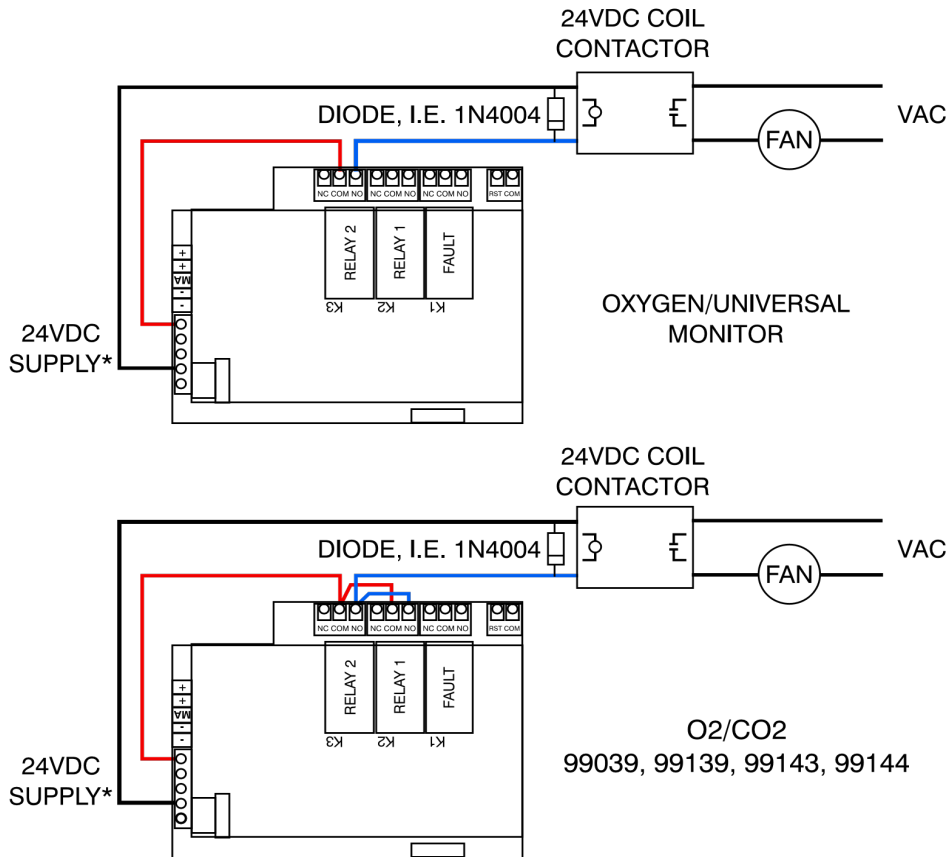 24VDC COIL
CONTACTOR
DIODE, I.E. 1N4004
VAC
FAN
NC COM NO NC COM NO NC COM NO RST COM
RELAY 2
RELAY 1
FAULT
K3
K2
K1
+
+
MA
-
-
24VDC
SUPPLY*
OXYGEN/UNIVERSAL
MONITOR
24VDC COIL
CONTACTOR
DIODE, I.E. 1N4004
VAC
FAN
NC COM NO NC COM NO NC COM NO RST COM
RELAY 2
RELAY 1
FAULT
K3
K2
K1
+
+
MA
-
24VDC
SUPPLY*
O2/CO2
99039, 99139, 99143, 99144